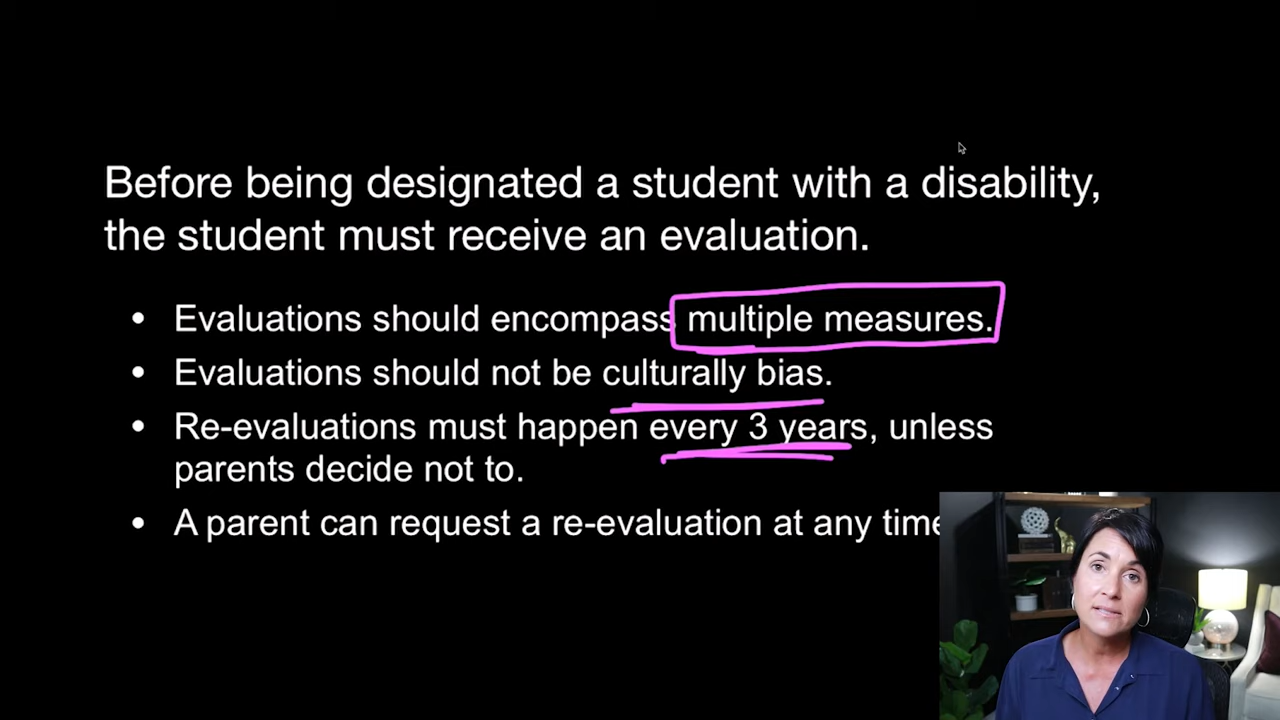 Before being designated a student with a disability,
the student must receive an evaluation.
• Evaluations should encompass multiple measures.
• Evaluations should not be culturally bias.
• Re-evaluations must happen every 3 years, unless
parents decide not to.
• A parent can request a re-evaluation at any time